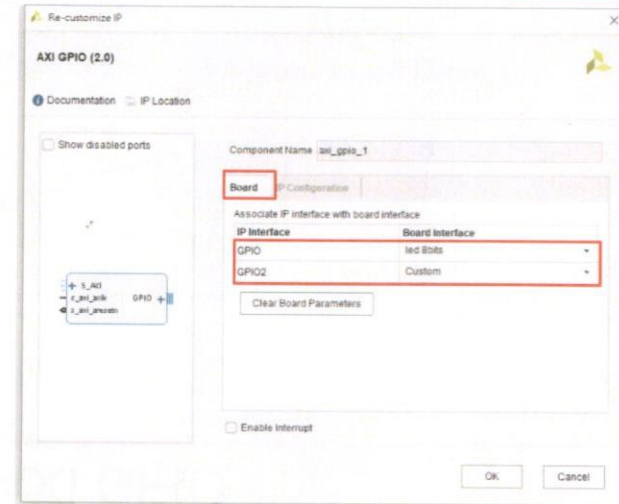 Re-customize IP
AXI GPIO (2.0)
Documentation IP Location
Show disabled ports
Component Name axi_gpio_1
Board IP Configuration
Associate IP interface with board interface
IP Interface Board Interface
GPIO led 8bits
GPIO2 Custom
Clear Board Parameters
S_AXI
s_axi_aclk GPIO
s_axi_aresetn
Enable Interrupt
OK Cancel